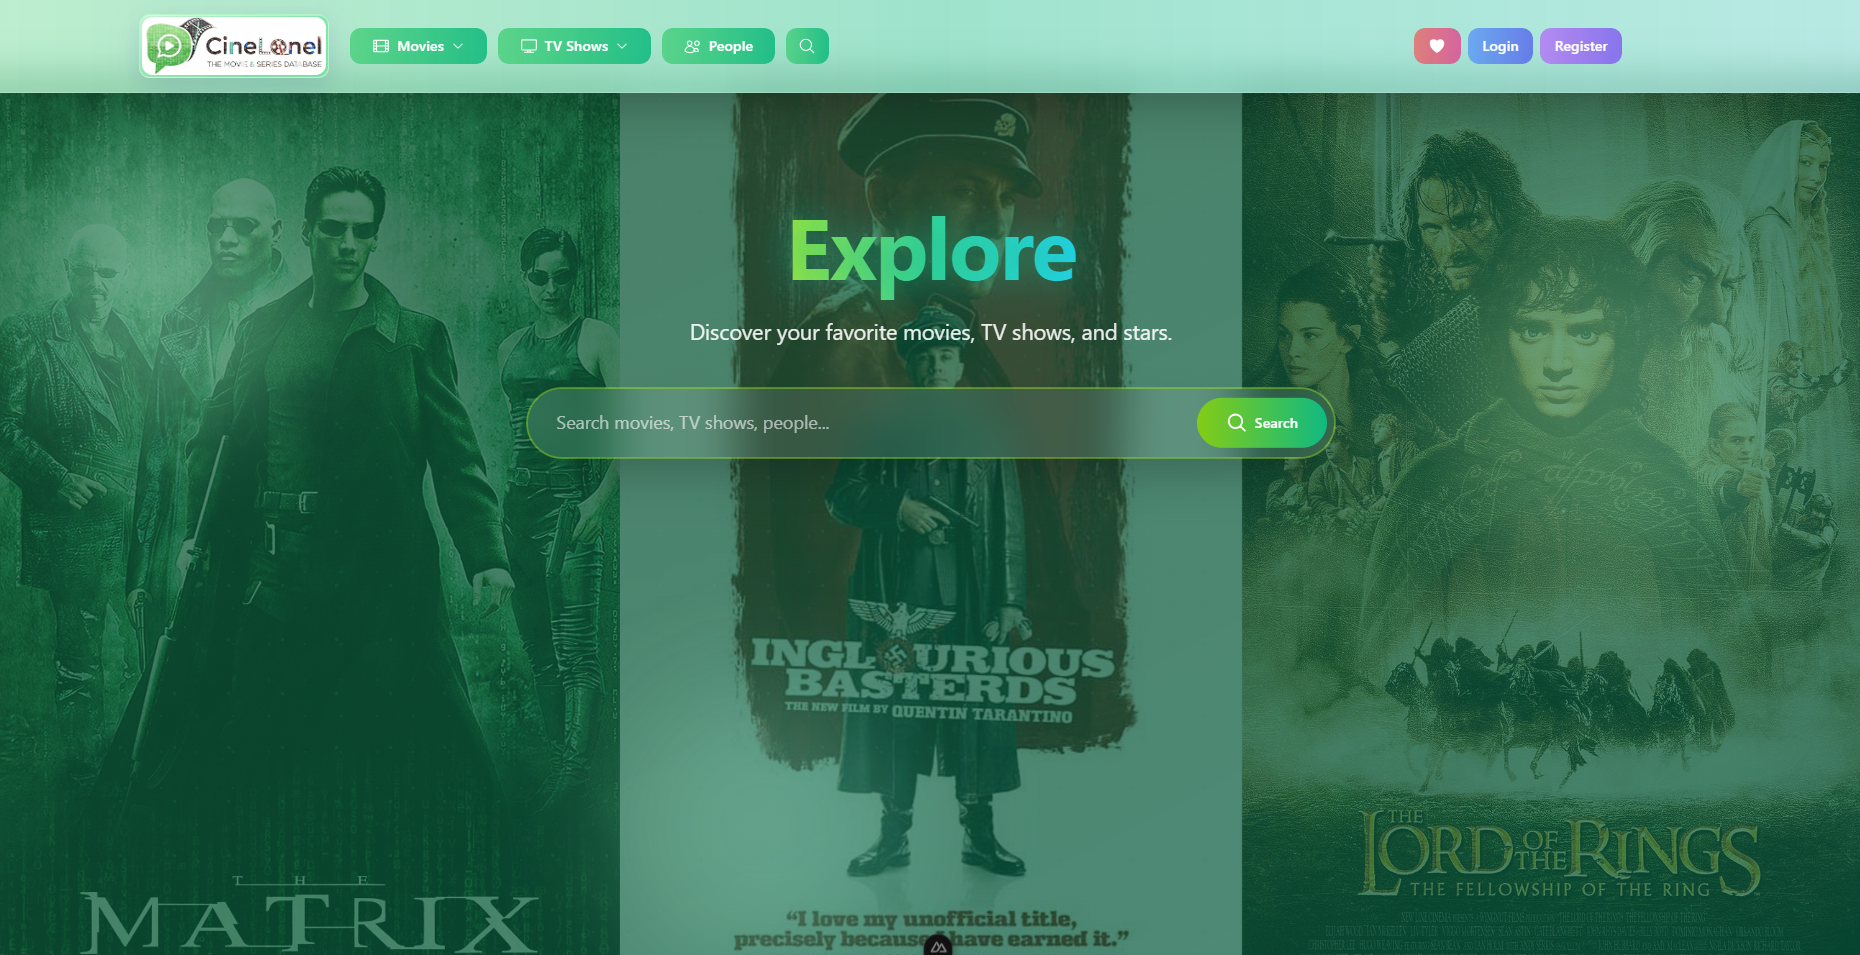 CineLonel
THE MOVIE & SERIES DATABASE
Movies
TV Shows
People
Login
Register
Explore
Discover your favorite movies, TV shows, and stars.
Search movies, TV shows, people...
Search
INGLOURIOUS
BASTERDS
THE NEW FILM BY QUENTIN TARANTINO
"I love my unofficial title,
precisely because I have earned it."
THE
MATRIX
THE
LORD OF THE RINGS
THE FELLOWSHIP OF THE RING